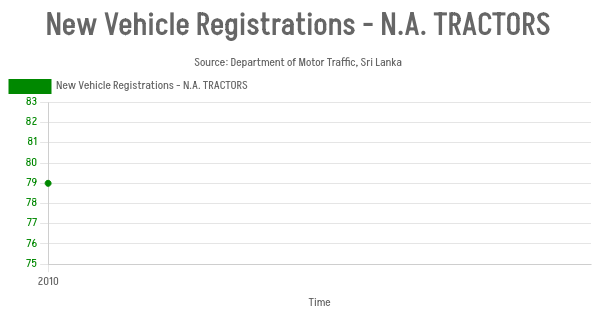 New Vehicle Registrations - N.A. TRACTORS
Source: Department of Motor Traffic, Sri Lanka
New Vehicle Registrations - N.A. TRACTORS
83
82
81
80
79
78
77
76
75
2010
Time